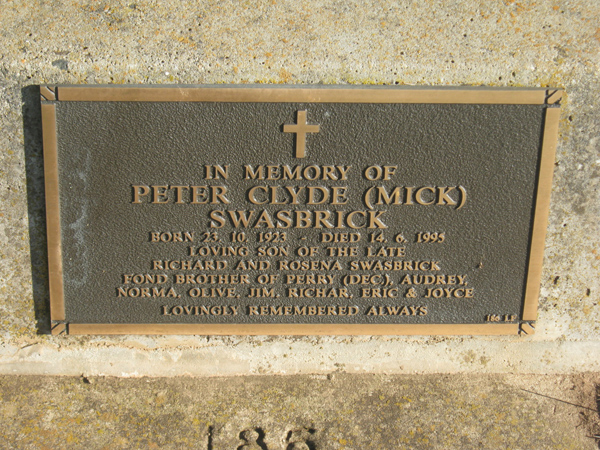 IN MEMORY OF
PETER CLYDE (MICK)
SWASBRICK
BORN 23. 10. 1923 - DIED 14. 6. 1995
LOVING SON OF THE LATE
RICHARD AND ROSENA SWASBRICK
FOND BROTHER OF PERRY (DEC), AUDREY,
NORMA, OLIVE, JIM, RICHAR, ERIC & JOYCE
LOVINGLY REMEMBERED ALWAYS
186